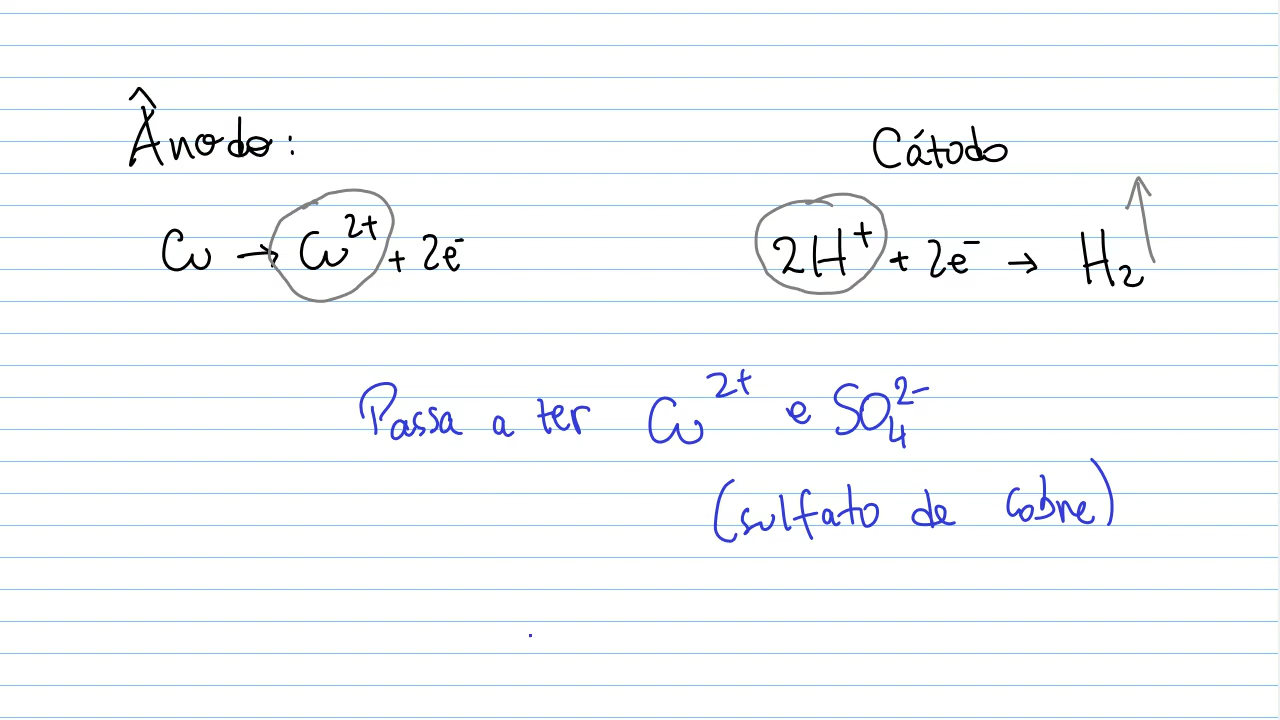 Ânodo:
Cátodo
Cu → Cu²⁺ + 2e⁻
2H⁺ + 2e⁻ → H₂
Passa a ter Cu²⁺ e SO₄²⁻
(sulfato de cobre)